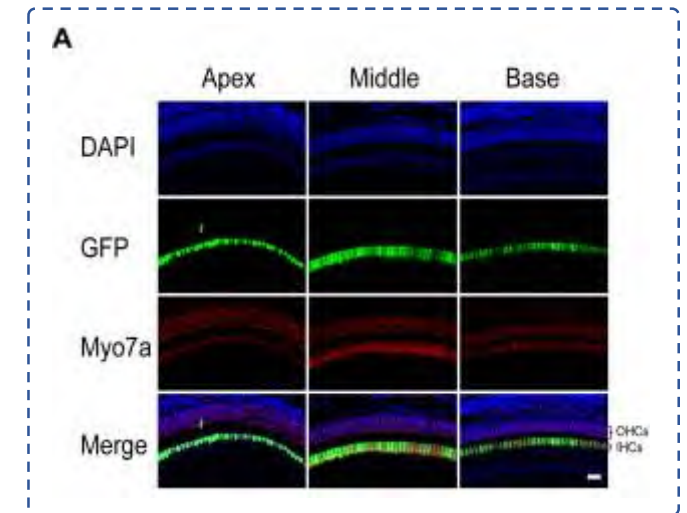 A
Apex Middle Base
DAPI
GFP
Myo7a
Merge
OHCs
IHCs